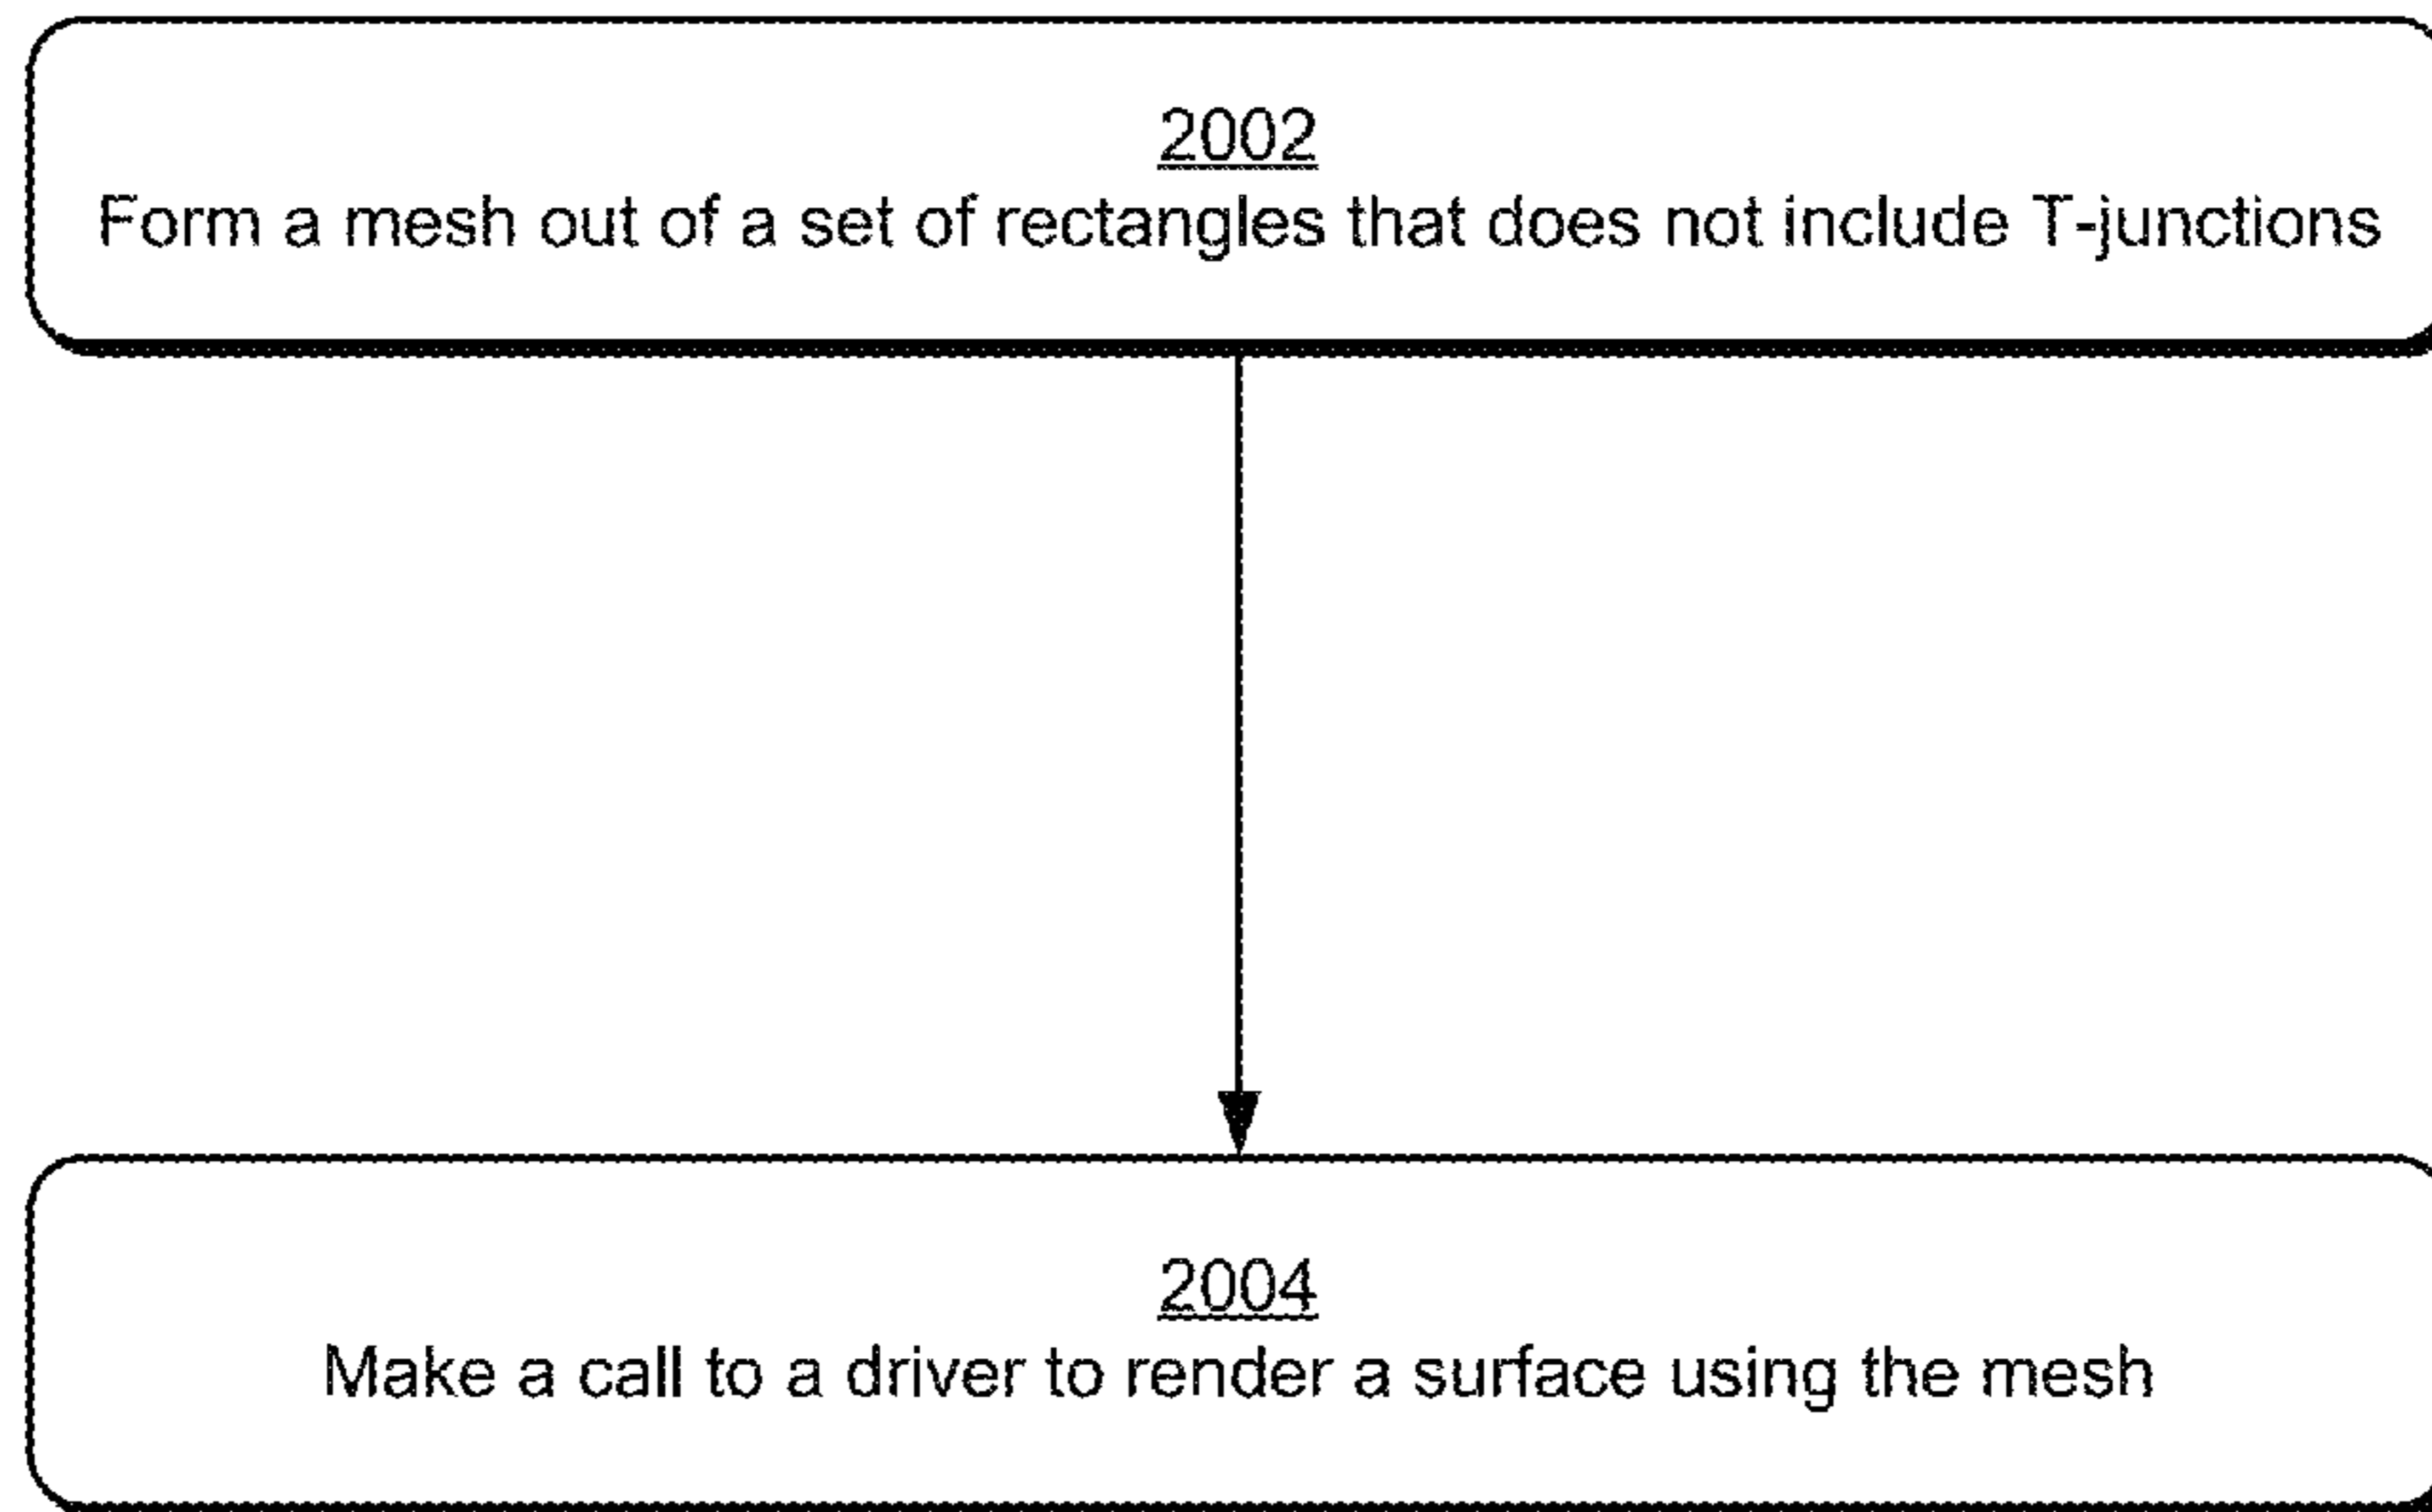 2002
Form a mesh out of a set of rectangles that does not include T-junctions
2004
Make a call to a driver to render a surface using the mesh